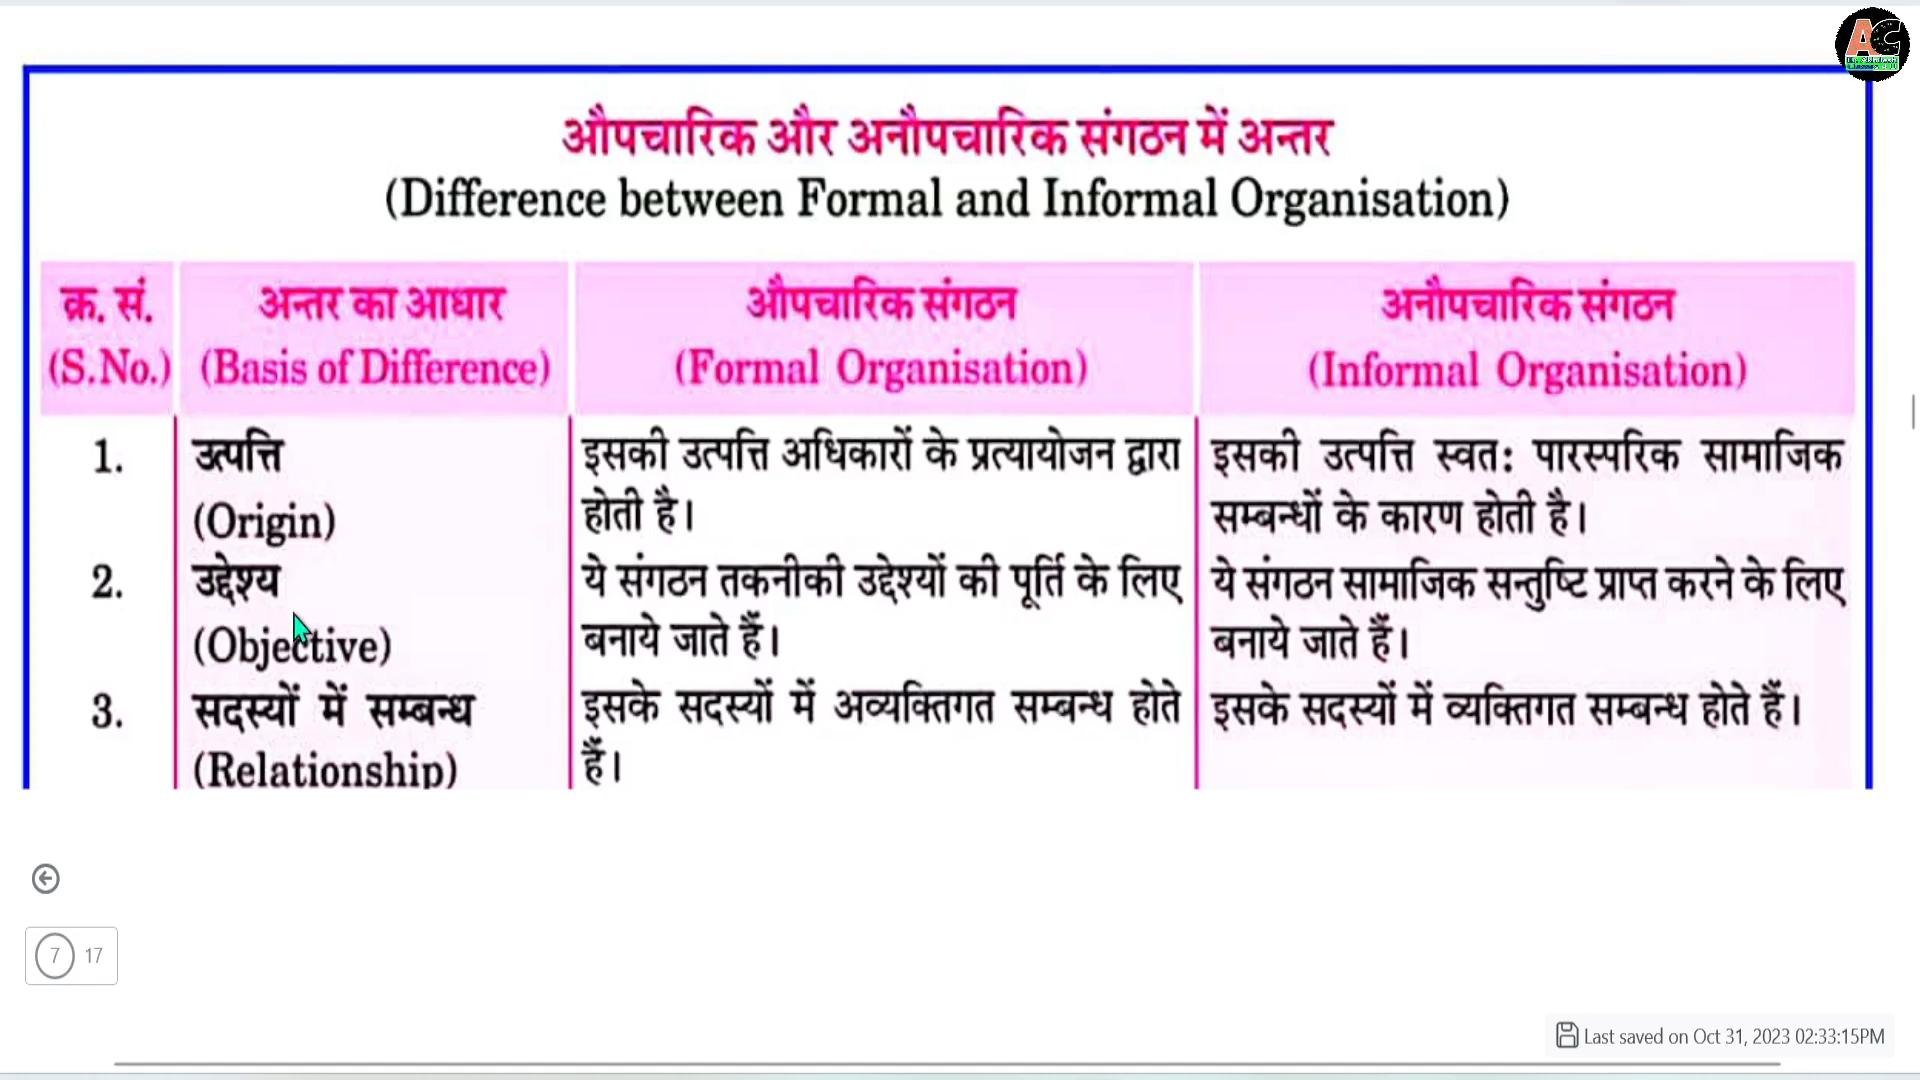 AC
औपचारिक और अनौपचारिक संगठन में अन्तर
(Difference between Formal and Informal Organisation)
क्र. सं.
(S.No.)
अन्तर का आधार
(Basis of Difference)
औपचारिक संगठन
(Formal Organisation)
अनौपचारिक संगठन
(Informal Organisation)
1.
उत्पत्ति
(Origin)
इसकी उत्पत्ति अधिकारों के प्रत्यायोजन द्वारा
होती है।
इसकी उत्पत्ति स्वत: पारस्परिक सामाजिक
सम्बन्धों के कारण होती है।
2.
उद्देश्य
(Objective)
ये संगठन तकनीकी उद्देश्यों की पूर्ति के लिए
बनाये जाते हैं।
ये संगठन सामाजिक सन्तुष्टि प्राप्त करने के लिए
बनाये जाते हैं।
3.
सदस्यों में सम्बन्ध
(Relationship)
इसके सदस्यों में अव्यक्तिगत सम्बन्ध होते
हैं।
इसके सदस्यों में व्यक्तिगत सम्बन्ध होते हैं।
7 17
Last saved on Oct 31, 2023 02:33:15PM